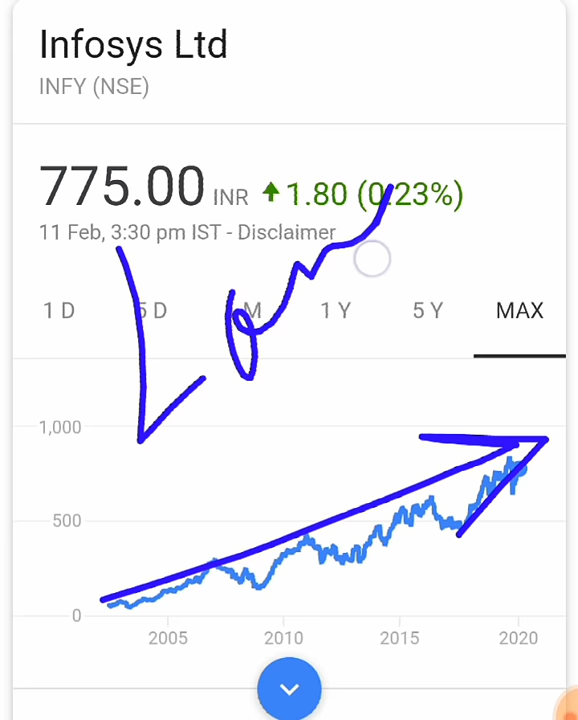 Infosys Ltd
INFY (NSE)
775.00 INR 1.80 (0.23%)
11 Feb, 3:30 pm IST - Disclaimer
1 D 5 D M 1 Y 5 Y MAX
1,000
500
0
2005 2010 2015 2020